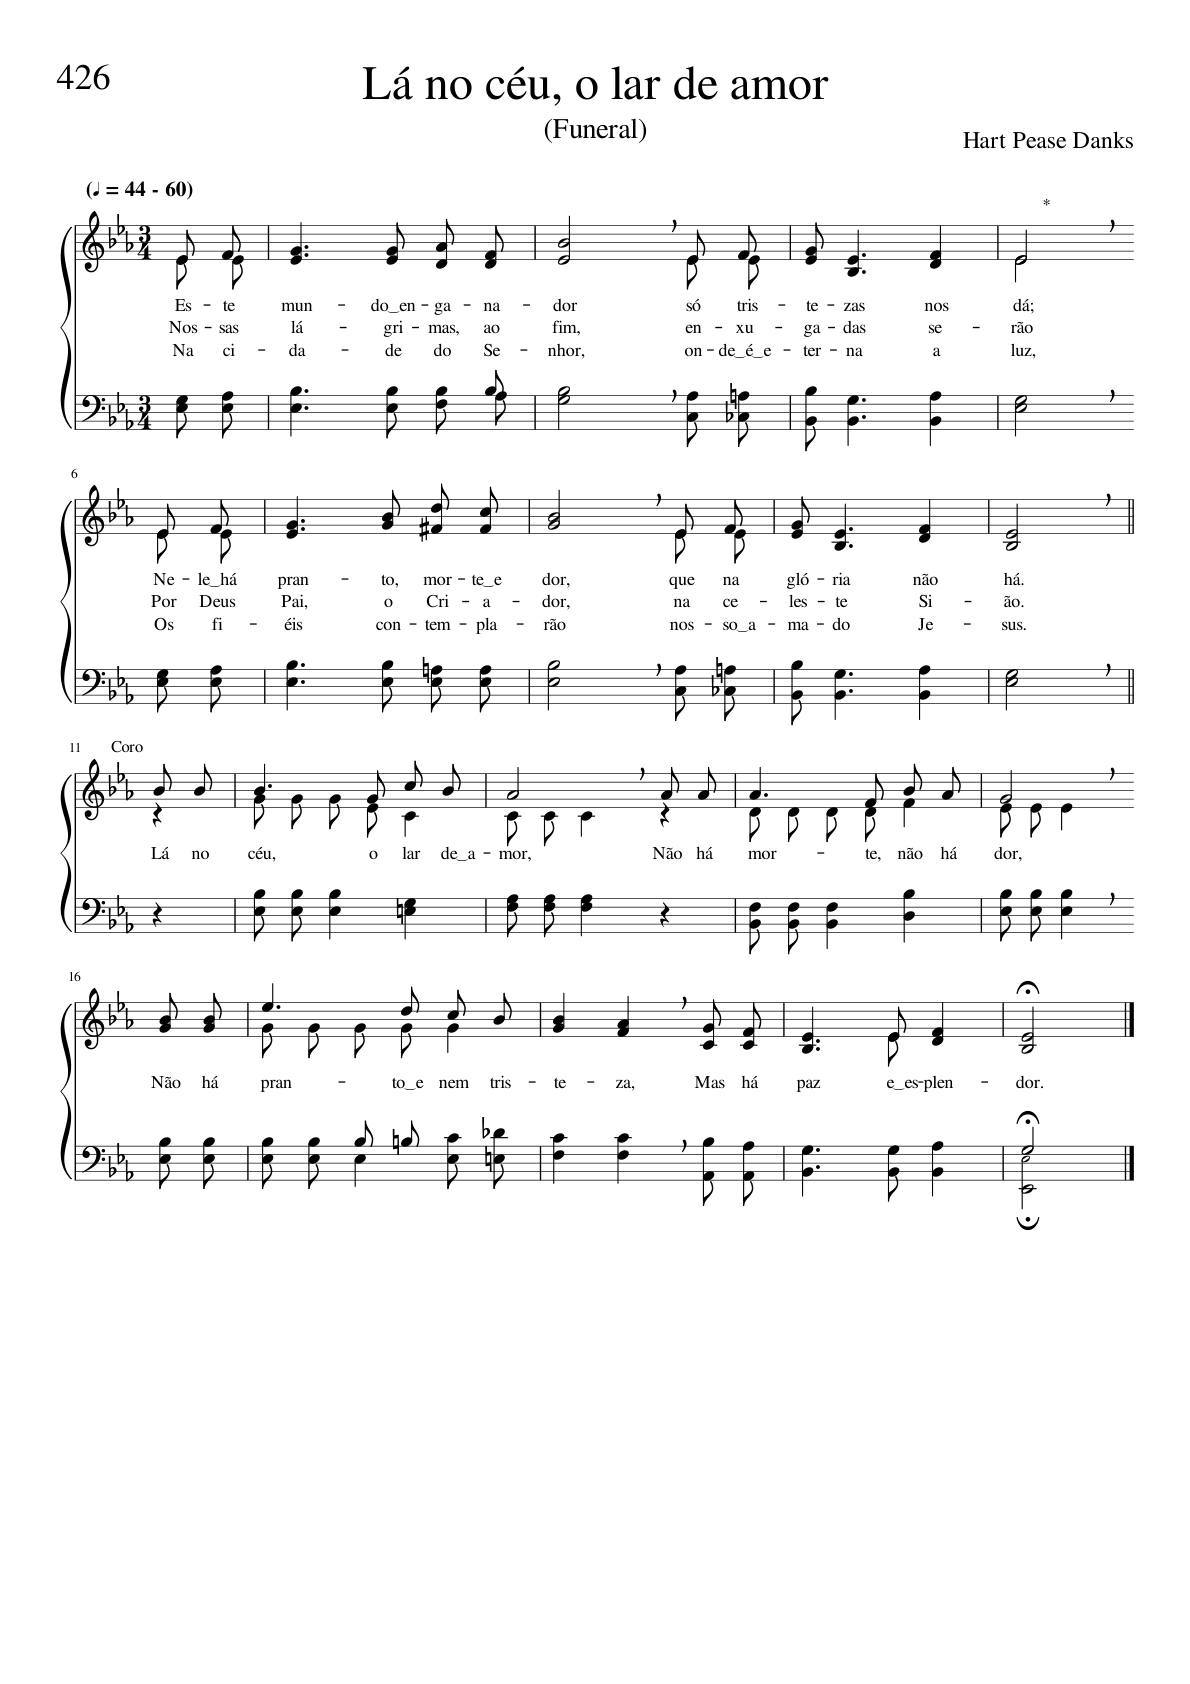 426
Lá no céu, o lar de amor
(Funeral)
Hart Pease Danks
(♩ = 44 - 60)
*
3 4
Es - te mun - do_en - ga - na - dor só tris - te - zas nos dá;
Nos - sas lá - gri - mas, ao fim, en - xu - ga - das se - rão
Na ci - da - de do Se - nhor, on - de_é_e - ter - na a luz,
3 4
6
Ne - le_há pran - to, mor - te_e dor, que na gló - ria não há.
Por Deus Pai, o Cri - a - dor, na ce - les - te Si - ão.
Os fi - éis con - tem - pla - rão nos - so_a - ma - do Je - sus.
11 Coro
Lá no céu, o lar de_a - mor, Não há mor - te, não há dor,
16
Não há pran - to_e nem tris - te - za, Mas há paz e_es - plen - dor.